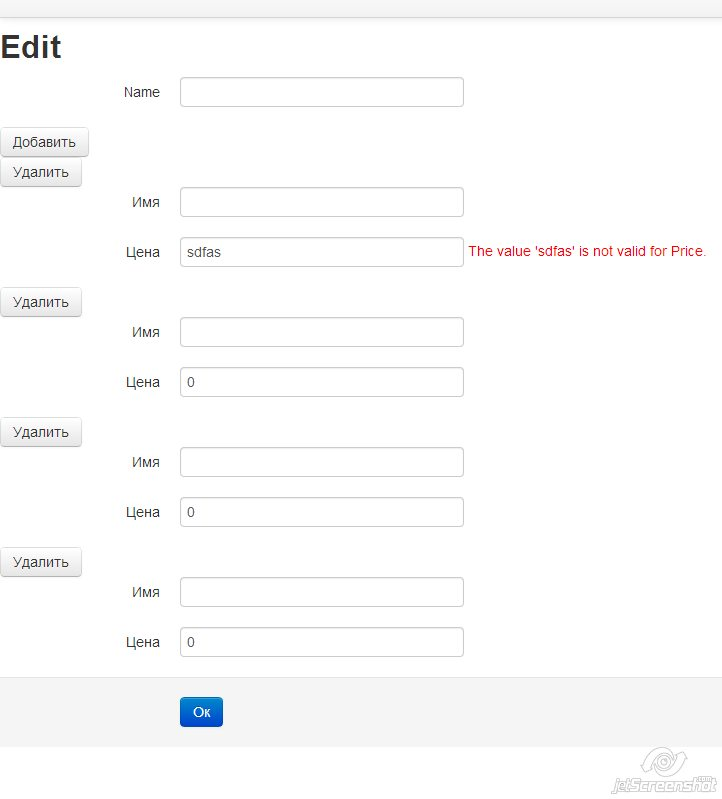 Edit
Name
Добавить
Удалить
Имя
Цена sdfas The value 'sdfas' is not valid for Price.
Удалить
Имя
Цена 0
Удалить
Имя
Цена 0
Удалить
Имя
Цена 0
Ок
jetScreenshot .com